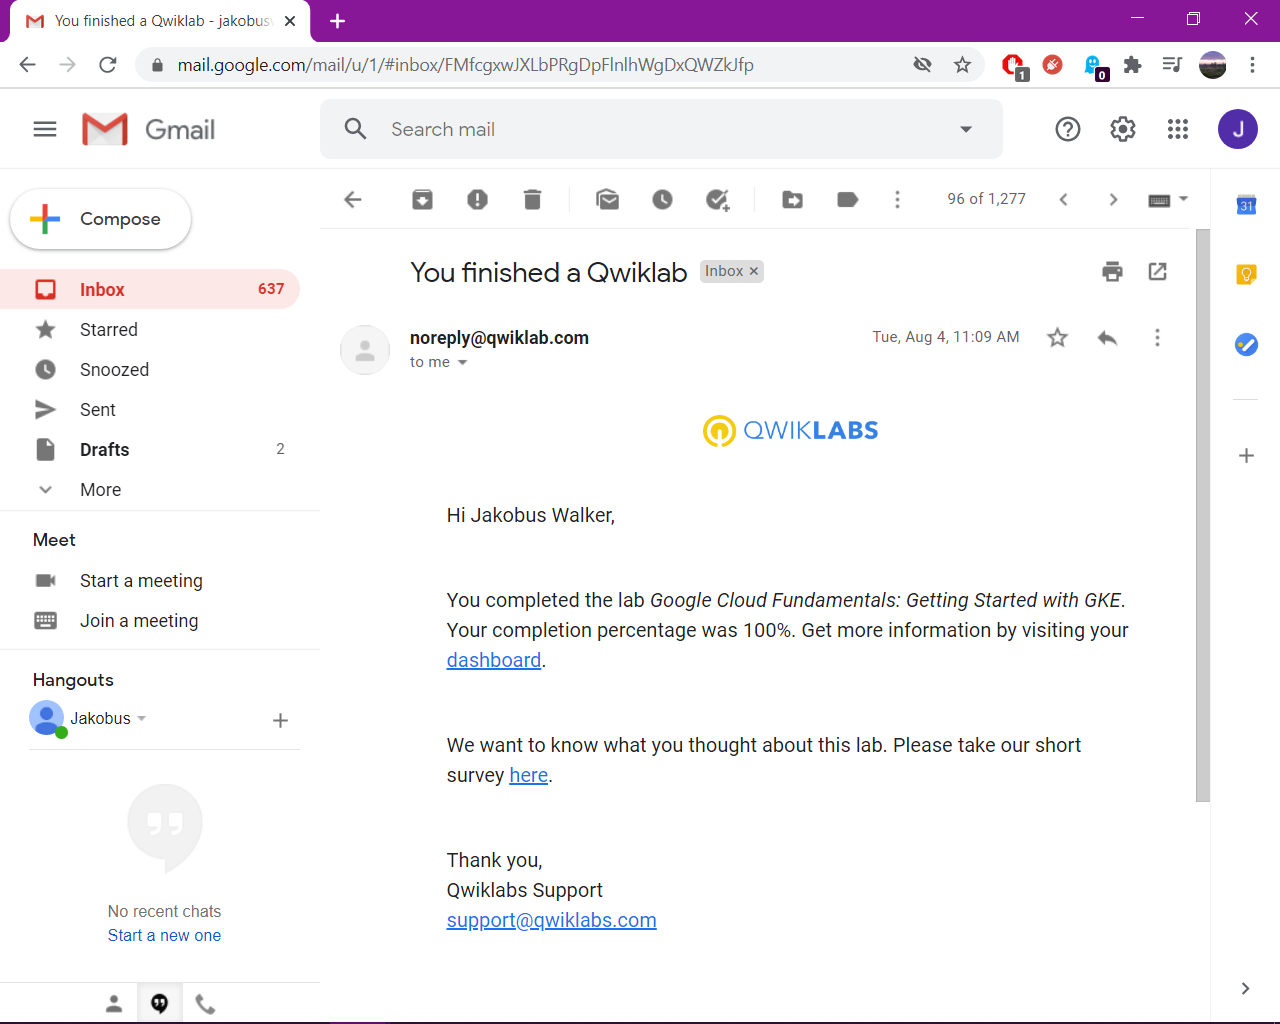 You finished a Qwiklab - jakobusw
mail.google.com/mail/u/1/#inbox/FMfcgxwJXLbPRgDpFlnlhWgDxQWZkJfp
1
0
Gmail
Search mail
J
Compose
96 of 1,277
31
Inbox 637
Starred
Snoozed
Sent
Drafts 2
More
Meet
Start a meeting
Join a meeting
Hangouts
Jakobus
No recent chats
Start a new one
You finished a Qwiklab Inbox
noreply@qwiklab.com Tue, Aug 4, 11:09 AM
to me
QWIKLABS
Hi Jakobus Walker,
You completed the lab Google Cloud Fundamentals: Getting Started with GKE.
Your completion percentage was 100%. Get more information by visiting your
dashboard.
We want to know what you thought about this lab. Please take our short
survey here.
Thank you,
Qwiklabs Support
support@qwiklabs.com